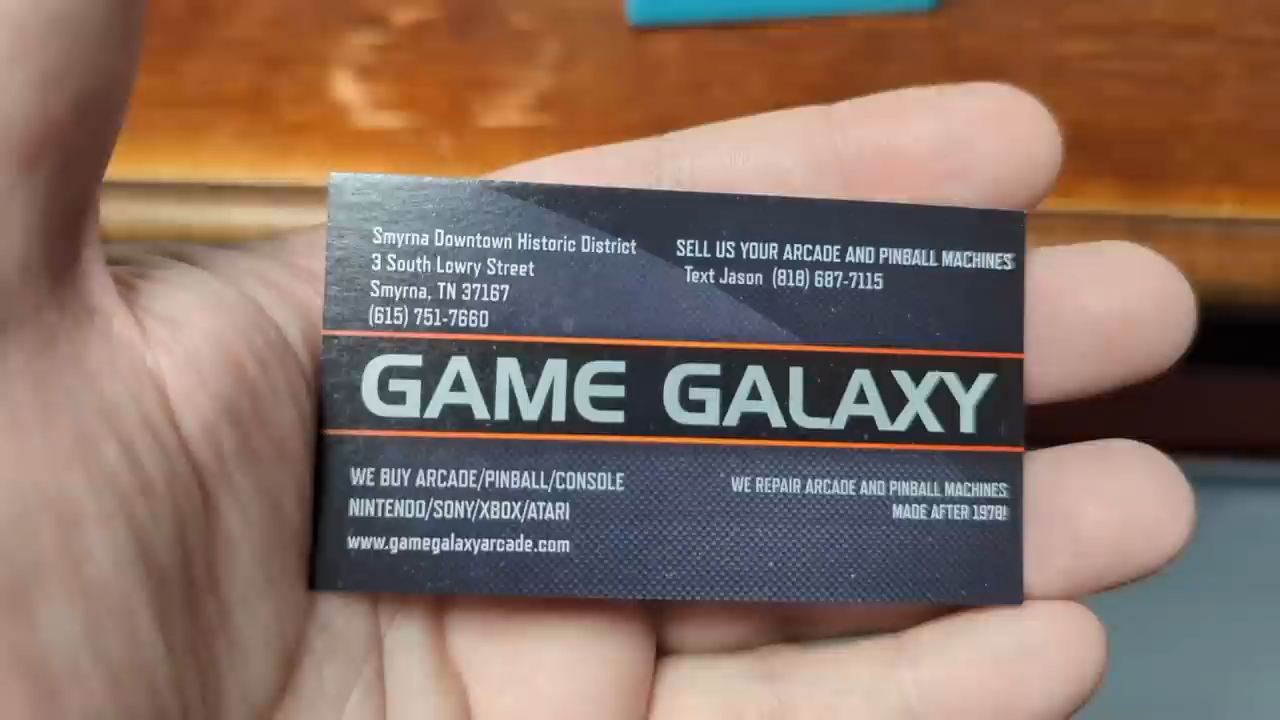 Smyrna Downtown Historic District
3 South Lowry Street
Smyrna, TN 37167
(615) 751-7660
SELL US YOUR ARCADE AND PINBALL MACHINES
Text Jason (818) 687-7115
GAME GALAXY
WE BUY ARCADE/PINBALL/CONSOLE
NINTENDO/SONY/XBOX/ATARI
www.gamegalaxyarcade.com
WE REPAIR ARCADE AND PINBALL MACHINES
MADE AFTER 1978!